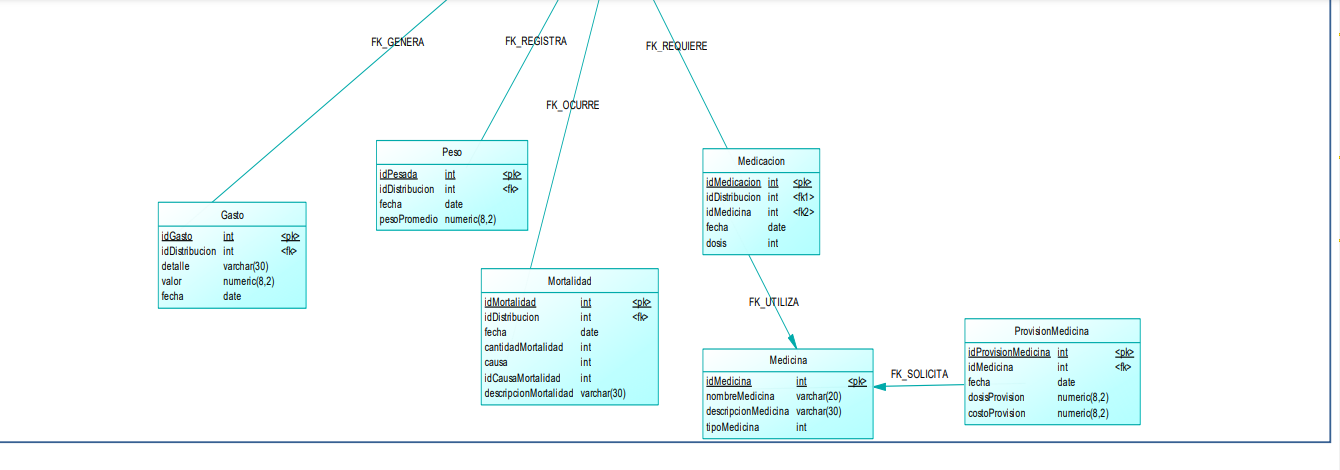 FK_GENERA
FK_REGISTRA
FK_REQUIERE
FK_OCURRE
Peso
idPesada int <pk>
idDistribucion int <fk>
fecha date
pesoPromedio numeric(8,2)
Medicacion
idMedicacion int <pk>
idDistribucion int <fk1>
idMedicina int <fk2>
fecha date
dosis int
Gasto
idGasto int <pk>
idDistribucion int <fk>
detalle varchar(30)
valor numeric(8,2)
fecha date
Mortalidad
idMortalidad int <pk>
idDistribucion int <fk>
fecha date
cantidadMortalidad int
causa int
idCausaMortalidad int
descripcionMortalidad varchar(30)
FK_UTILIZA
Medicina
idMedicina int <pk>
nombreMedicina varchar(20)
descripcionMedicina varchar(30)
tipoMedicina int
FK_SOLICITA
ProvisionMedicina
idProvisionMedicina int <pk>
idMedicina int <fk>
fecha date
dosisProvision numeric(8,2)
costoProvision numeric(8,2)